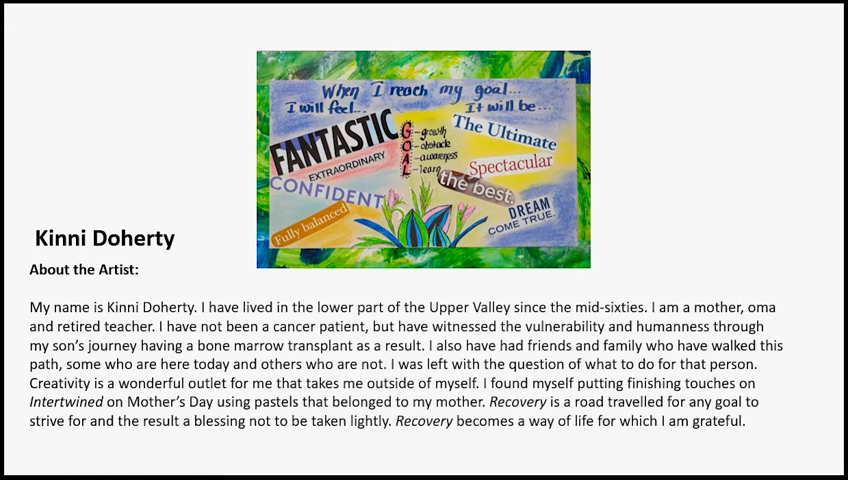 When I reach my goal...
I will feel... It will be...
FANTASTIC
EXTRAORDINARY
CONFIDENT
Fully balanced
GOAL
-growth
-obstacle
-awareness
-learn
The Ultimate
Spectacular
the best.
DREAM
COME TRUE.
Kinni Doherty
About the Artist:
My name is Kinni Doherty. I have lived in the lower part of the Upper Valley since the mid-sixties. I am a mother, oma
and retired teacher. I have not been a cancer patient, but have witnessed the vulnerability and humanness through
my son's journey having a bone marrow transplant as a result. I also have had friends and family who have walked this
path, some who are here today and others who are not. I was left with the question of what to do for that person.
Creativity is a wonderful outlet for me that takes me outside of myself. I found myself putting finishing touches on
Intertwined on Mother's Day using pastels that belonged to my mother. Recovery is a road travelled for any goal to
strive for and the result a blessing not to be taken lightly. Recovery becomes a way of life for which I am grateful.